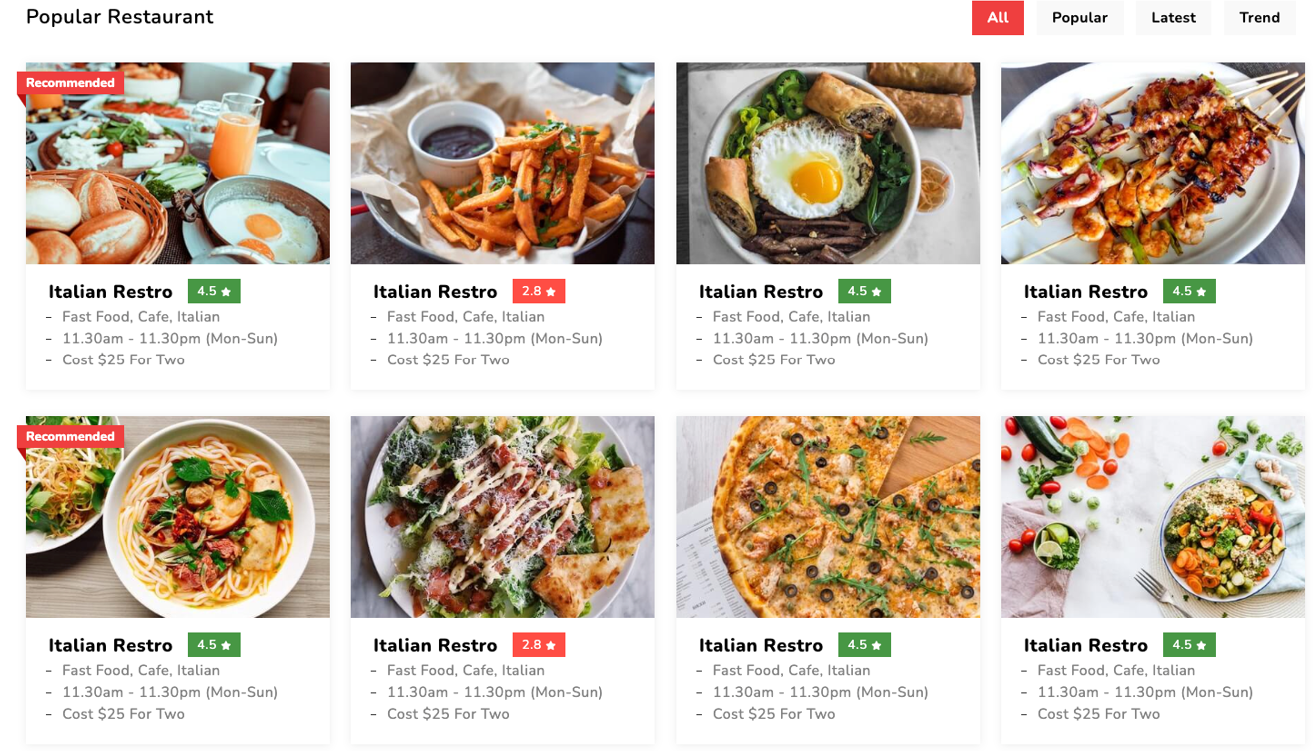 Popular Restaurant
All
Popular
Latest
Trend
Recommended
Italian Restro 4.5 ★
- Fast Food, Cafe, Italian
- 11.30am - 11.30pm (Mon-Sun)
- Cost $25 For Two
Italian Restro 2.8 ★
- Fast Food, Cafe, Italian
- 11.30am - 11.30pm (Mon-Sun)
- Cost $25 For Two
Italian Restro 4.5 ★
- Fast Food, Cafe, Italian
- 11.30am - 11.30pm (Mon-Sun)
- Cost $25 For Two
Italian Restro 4.5 ★
- Fast Food, Cafe, Italian
- 11.30am - 11.30pm (Mon-Sun)
- Cost $25 For Two
Recommended
Italian Restro 4.5 ★
- Fast Food, Cafe, Italian
- 11.30am - 11.30pm (Mon-Sun)
- Cost $25 For Two
Italian Restro 2.8 ★
- Fast Food, Cafe, Italian
- 11.30am - 11.30pm (Mon-Sun)
- Cost $25 For Two
Italian Restro 4.5 ★
- Fast Food, Cafe, Italian
- 11.30am - 11.30pm (Mon-Sun)
- Cost $25 For Two
Italian Restro 4.5 ★
- Fast Food, Cafe, Italian
- 11.30am - 11.30pm (Mon-Sun)
- Cost $25 For Two